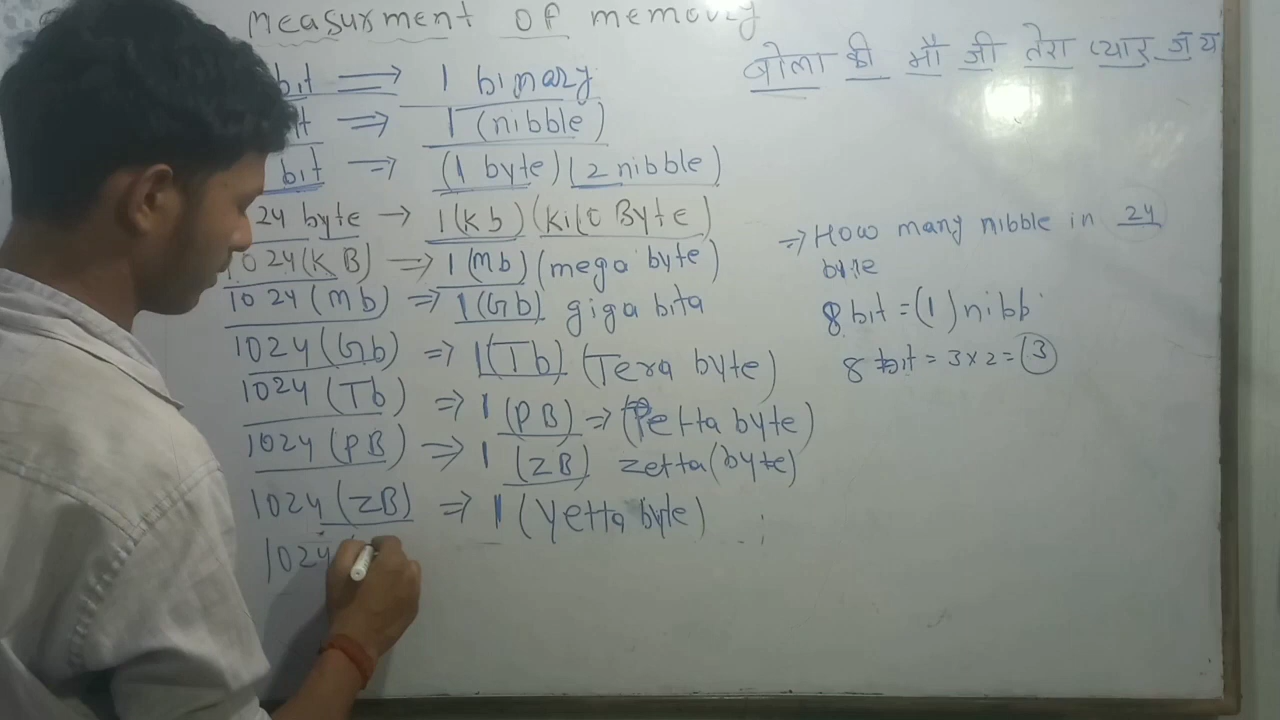 Measurment OF memory
बोला की मौ जी तेरा प्यार जय
bit ⇒ 1 binary
⇒ 1 (nibble)
bit ⇒ (1 byte) (2 nibble)
24 byte → 1(Kb) (Kilo Byte)
1024(KB) ⇒ 1(Mb) (mega byte)
1024(Mb) ⇒ 1(Gb) giga bita
1024(Gb) ⇒ 1(Tb) (Tera byte)
1024(Tb) ⇒ 1(PB) ⇒ (Petta byte)
1024(PB) ⇒ 1(ZB) zetta(byte)
1024(ZB) ⇒ 1(Yetta byte)
1024
⇒ How many nibble in 24
byte
8 bit = (1) nibb
8 bit = 3 x 2 = 3